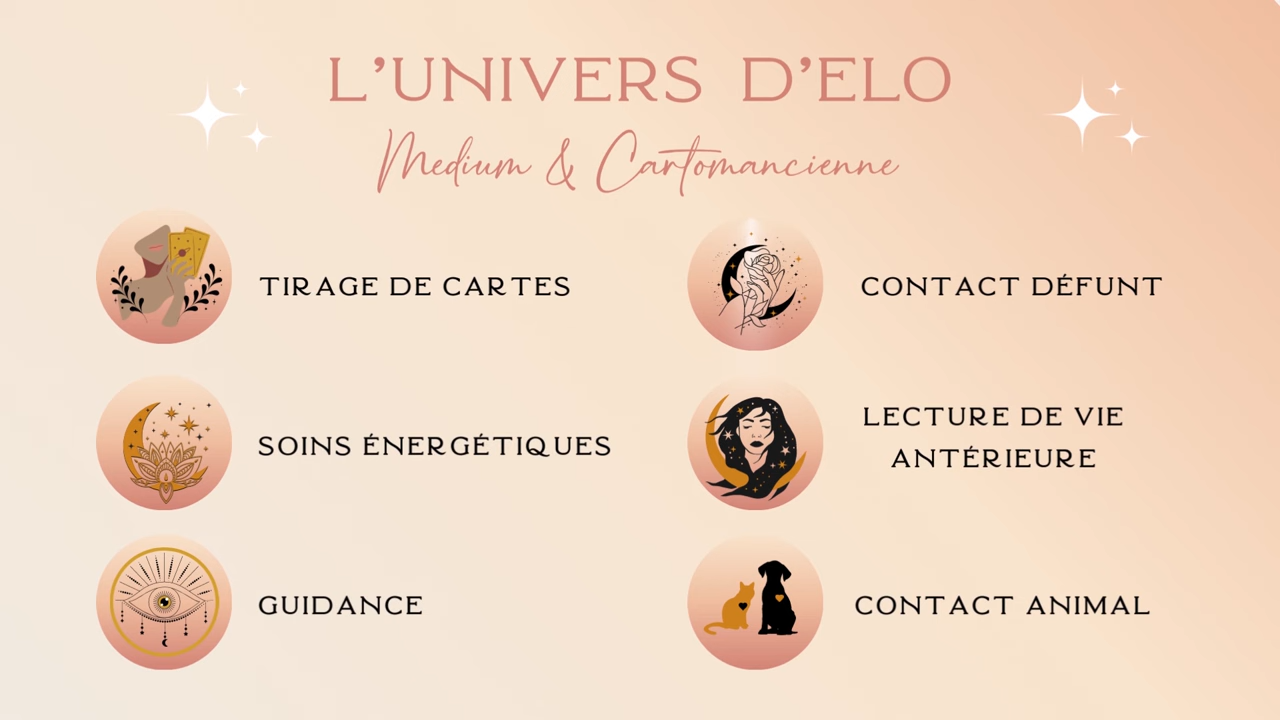 L'UNIVERS D'ELO
Medium & Cartomancienne
TIRAGE DE CARTES
CONTACT DÉFUNT
SOINS ÉNERGÉTIQUES
LECTURE DE VIE
ANTÉRIEURE
GUIDANCE
CONTACT ANIMAL